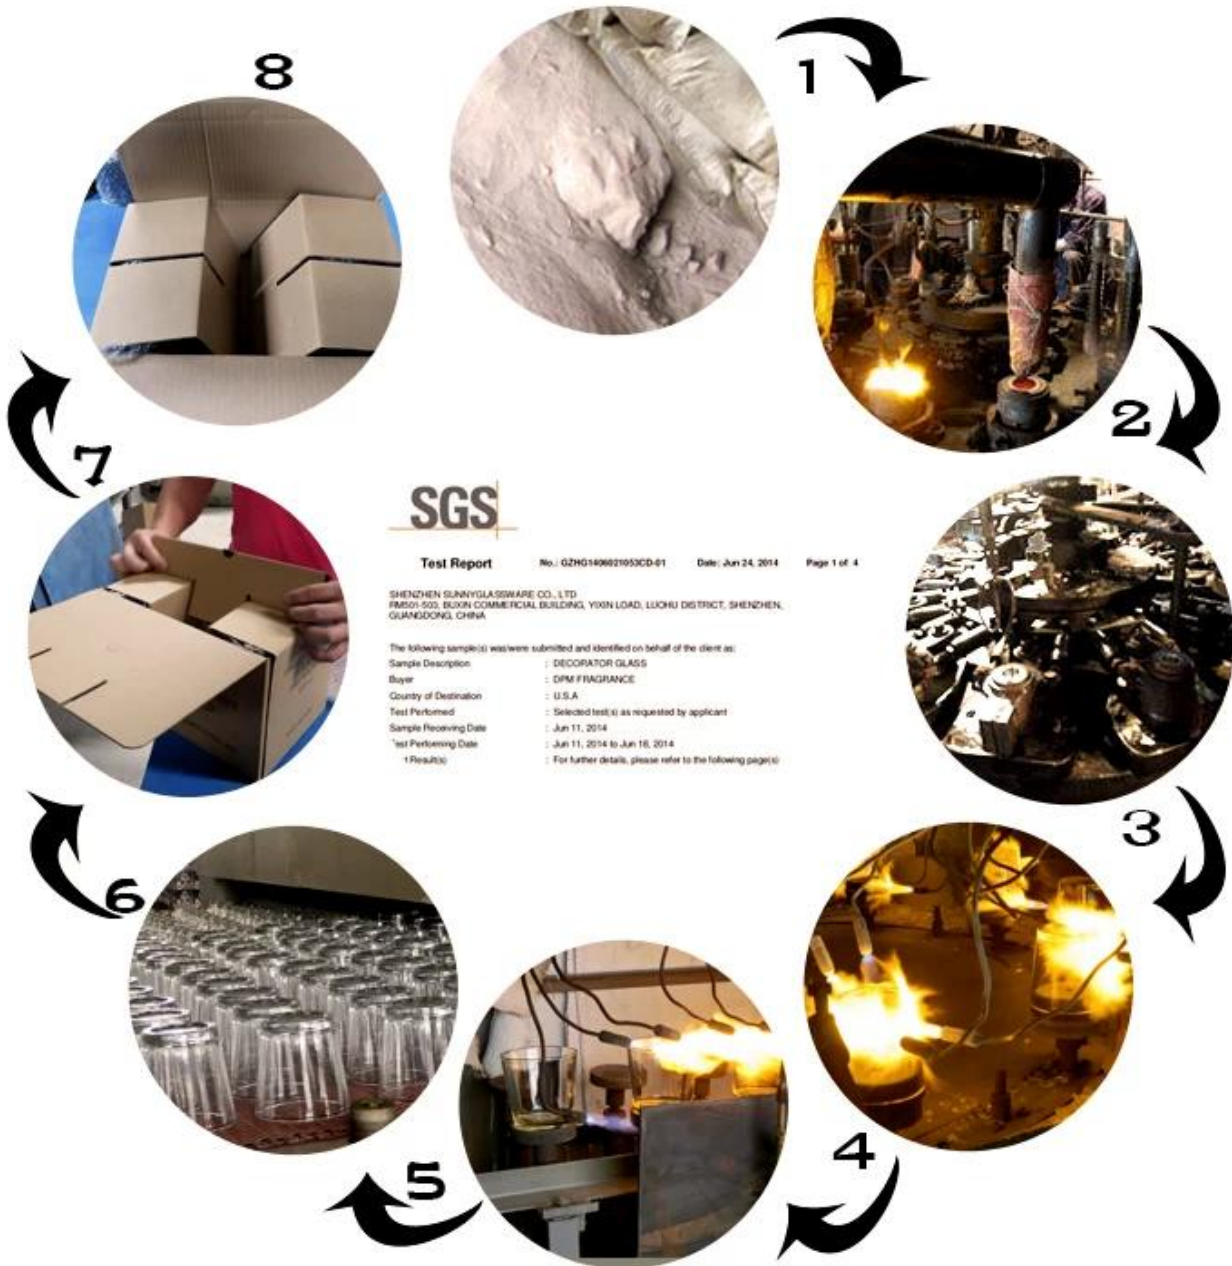 8
1
2
7
SGS
Test Report No.: GZHG1406021053CD-01 Date: Jun 24, 2014 Page 1 of 4
SHENZHEN SUNNYGLASSWARE CO., LTD
RM501-503, BUXIN COMMERCIAL BUILDING, YIXIN LOAD, LUOHU DISTRICT, SHENZHEN,
GUANGDONG, CHINA
The following sample(s) was/were submitted and identified on behalf of the client as:
Sample Description : DECORATOR GLASS
Buyer : DPM FRAGRANCE
Country of Destination : U.S.A
Test Performed : Selected test(s) as requested by applicant
Sample Receiving Date : Jun 11, 2014
Test Performing Date : Jun 11, 2014 to Jun 18, 2014
t Result(s) : For further details, please refer to the following page(s)
3
6
4
5